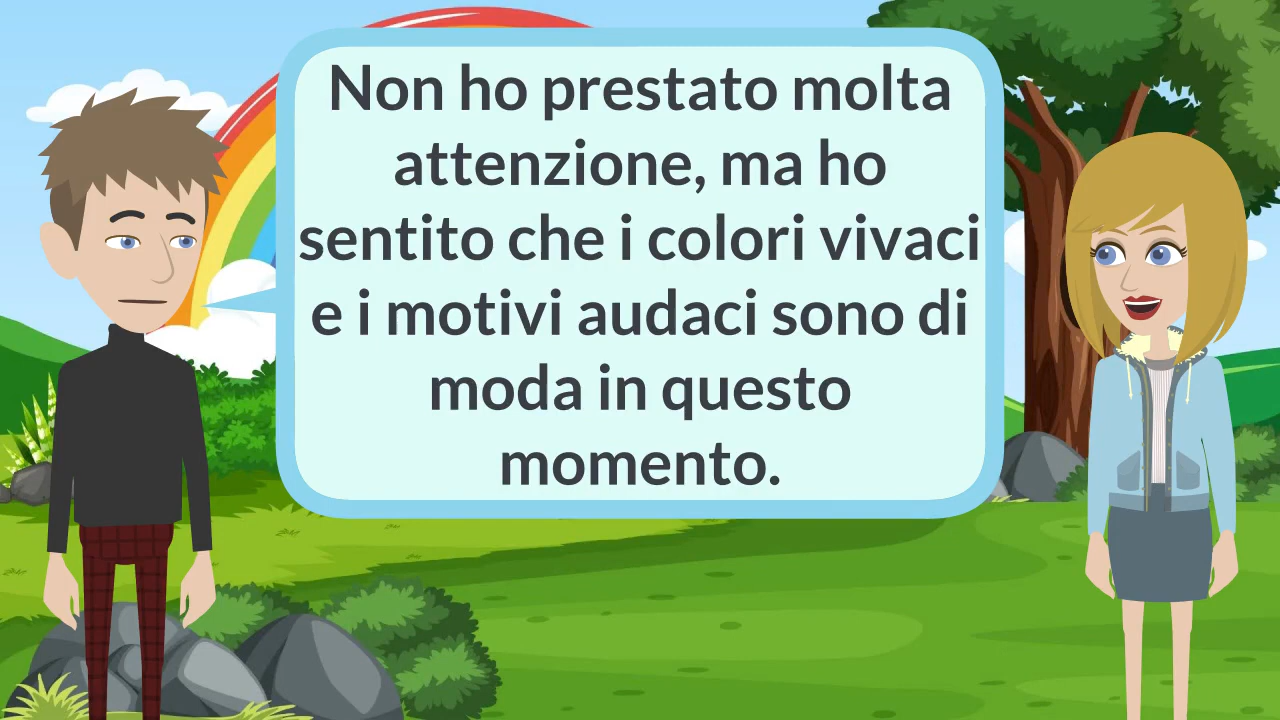 Non ho prestato molta
attenzione, ma ho
sentito che i colori vivaci
e i motivi audaci sono di
moda in questo
momento.